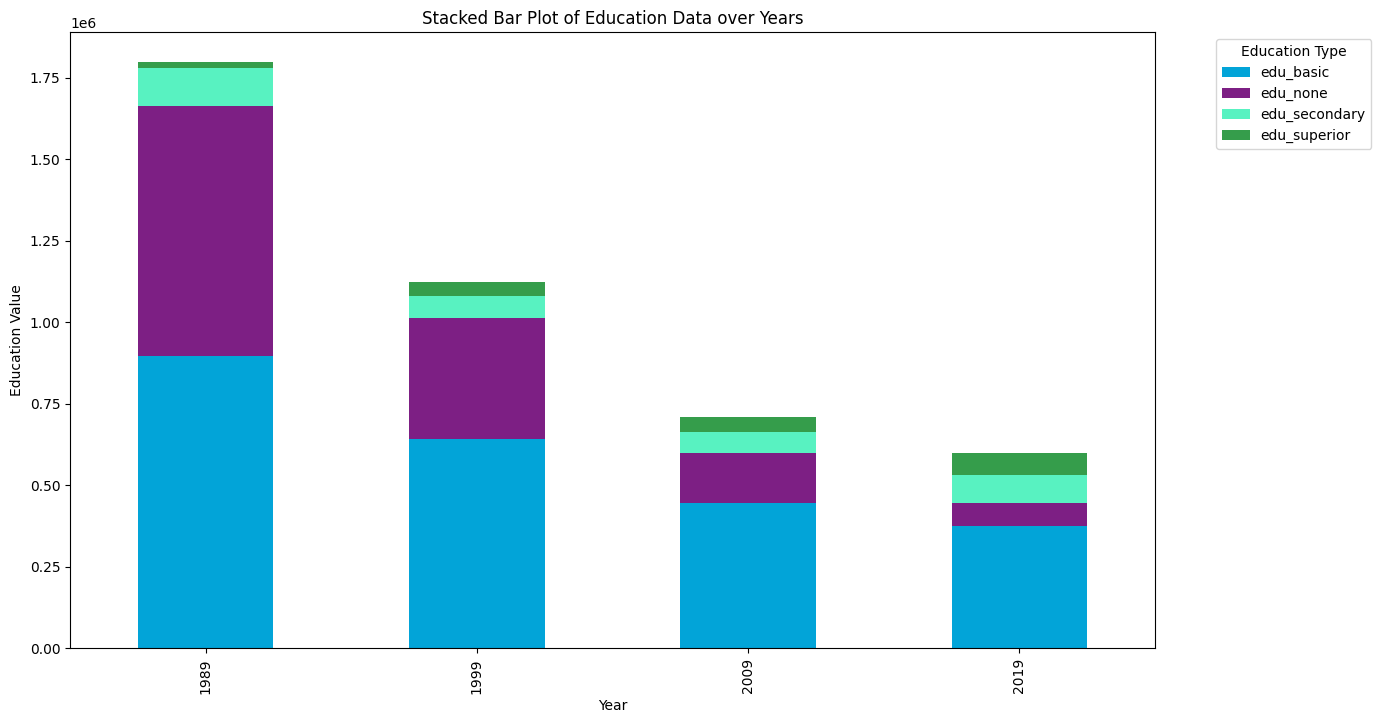 Stacked Bar Plot of Education Data over Years
1e6
1.75
1.50
1.25
1.00
0.75
0.50
0.25
0.00
Education Value
1989
1999
2009
2019
Year
Education Type
edu_basic
edu_none
edu_secondary
edu_superior